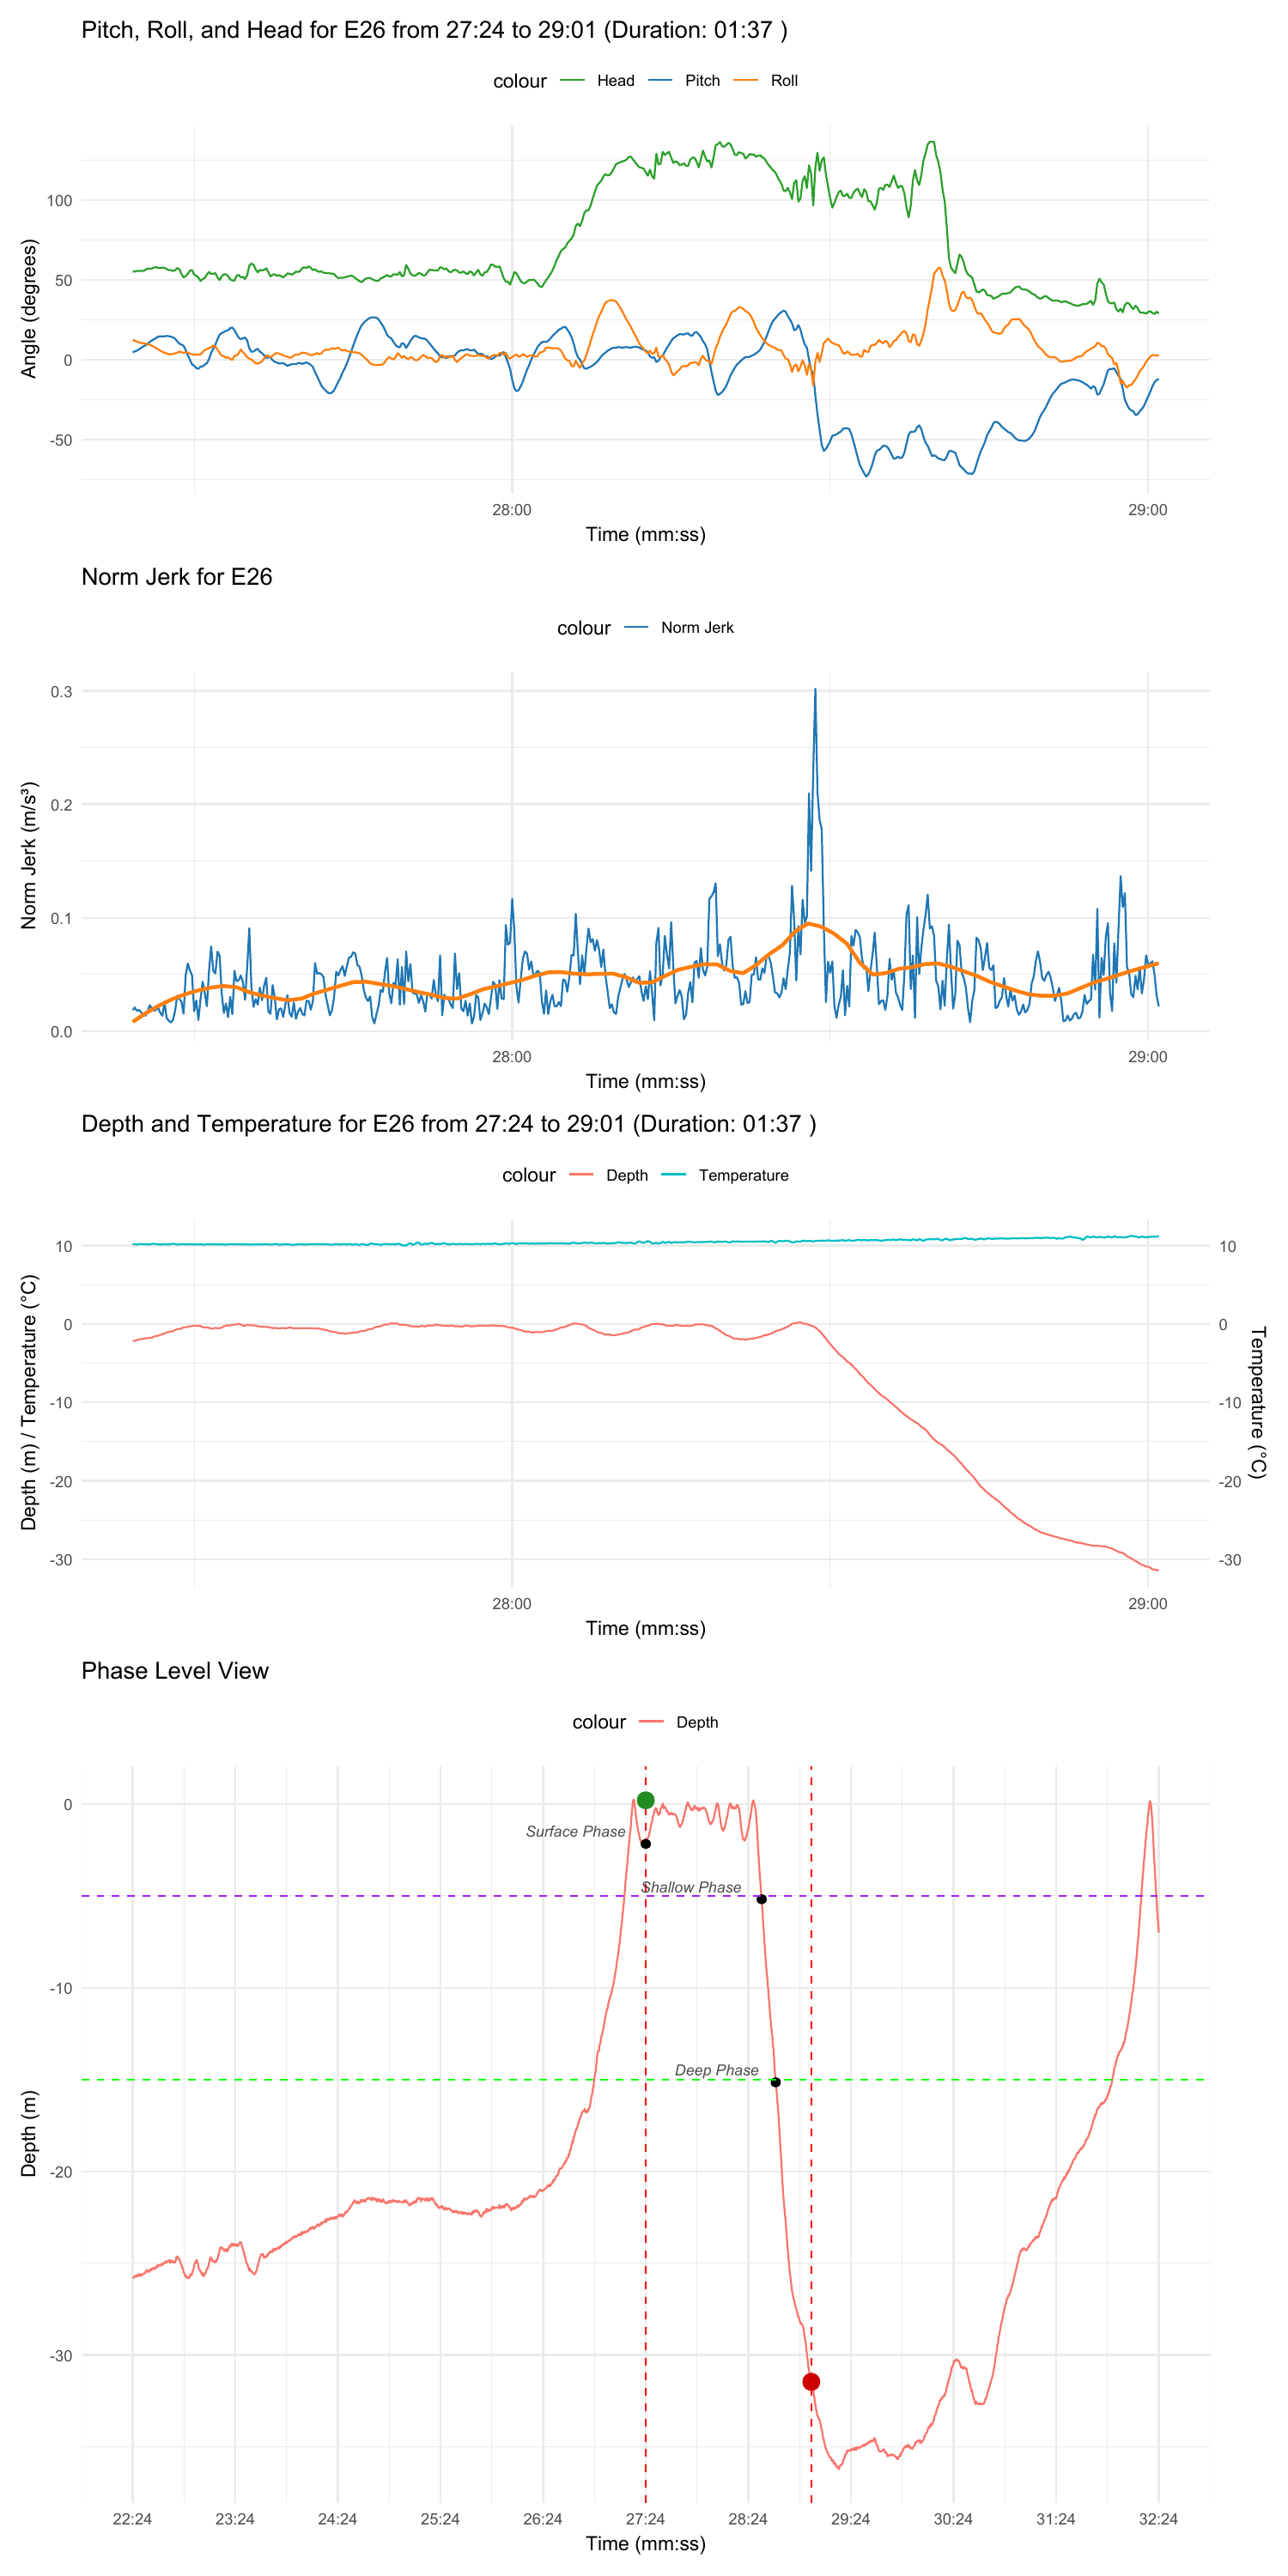 Pitch, Roll, and Head for E26 from 27:24 to 29:01 (Duration: 01:37 )
colour Head Pitch Roll
Angle (degrees)
100
50
0
-50
28:00 29:00
Time (mm:ss)
Norm Jerk for E26
colour Norm Jerk
Norm Jerk (m/s³)
0.3
0.2
0.1
0.0
28:00 29:00
Time (mm:ss)
Depth and Temperature for E26 from 27:24 to 29:01 (Duration: 01:37 )
colour Depth Temperature
Depth (m) / Temperature (°C)
10 10
0 0
-10 -10
-20 -20
-30 -30
Temperature (°C)
28:00 29:00
Time (mm:ss)
Phase Level View
colour Depth
Depth (m)
0
Surface Phase
Shallow Phase
-10
Deep Phase
-20
-30
22:24 23:24 24:24 25:24 26:24 27:24 28:24 29:24 30:24 31:24 32:24
Time (mm:ss)